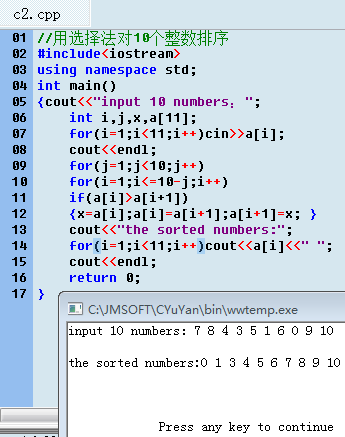 c2.cpp
01 //用选择法对10个整数排序
02 #include<iostream>
03 using namespace std;
04 int main()
05 {cout<<"input 10 numbers: ";
06 int i,j,x,a[11];
07 for(i=1;i<11;i++)cin>>a[i];
08 cout<<endl;
09 for(j=1;j<10;j++)
10 for(i=1;i<=10-j;i++)
11 if(a[i]>a[i+1])
12 {x=a[i];a[i]=a[i+1];a[i+1]=x; }
13 cout<<"the sorted numbers:";
14 for(i=1;i<11;i++)cout<<a[i]<<" ";
15 cout<<endl;
16 return 0;
17 }
C:\JMSOFT\CYuYan\bin\wwtemp.exe
input 10 numbers: 7 8 4 3 5 1 6 0 9 10
the sorted numbers:0 1 3 4 5 6 7 8 9 10
Press any key to continue